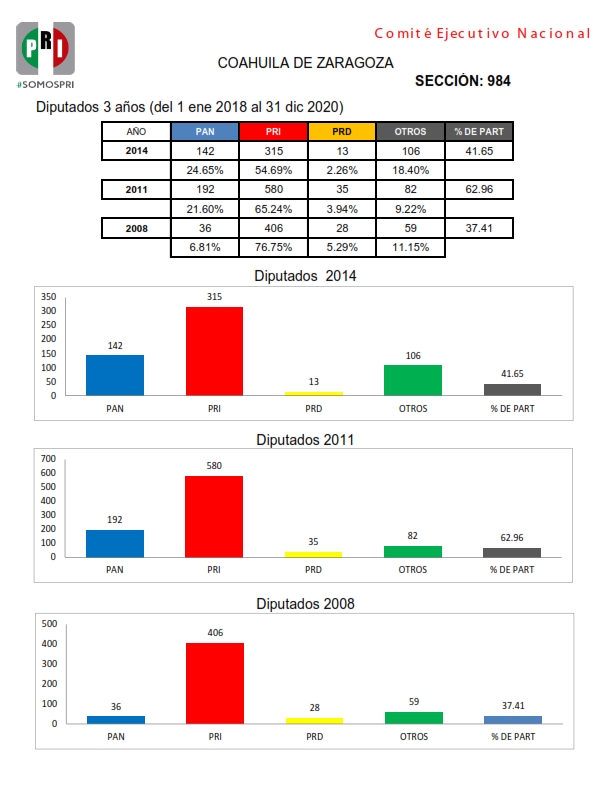 Comité Ejecutivo Nacional
PRI
#SOMOSPRI
COAHUILA DE ZARAGOZA
SECCIÓN: 984
Diputados 3 años (del 1 ene 2018 al 31 dic 2020)
AÑO PAN PRI PRD OTROS % DE PART
2014 142 315 13 106 41.65
24.65% 54.69% 2.26% 18.40%
2011 192 580 35 82 62.96
21.60% 65.24% 3.94% 9.22%
2008 36 406 28 59 37.41
6.81% 76.75% 5.29% 11.15%
Diputados 2014
350
300
250
200
150
100
50
0
142
315
13
106
41.65
PAN PRI PRD OTROS % DE PART
Diputados 2011
700
600
500
400
300
200
100
0
192
580
35
82
62.96
PAN PRI PRD OTROS % DE PART
Diputados 2008
500
400
300
200
100
0
36
406
28
59
37.41
PAN PRI PRD OTROS % DE PART